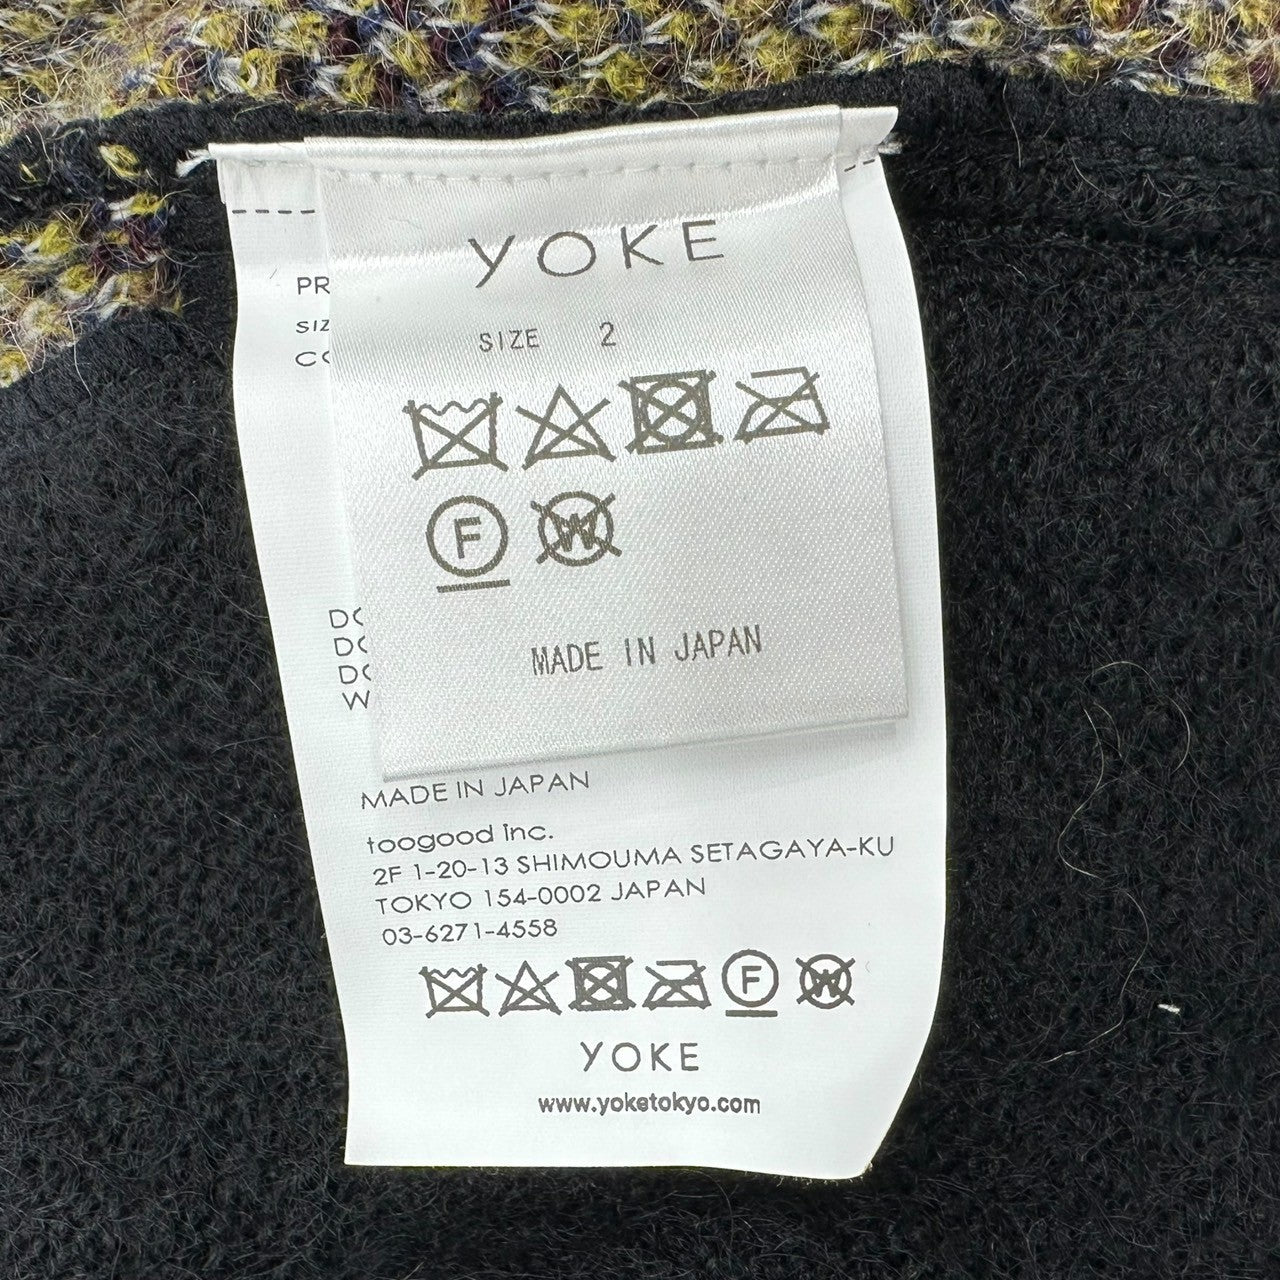 YOKE
SIZE 2
F
W
MADE IN JAPAN
MADE IN JAPAN
toogood inc.
2F 1-20-13 SHIMOUMA SETAGAYA-KU
TOKYO 154-0002 JAPAN
03-6271-4558
F W
YOKE
www.yoketokyo.com